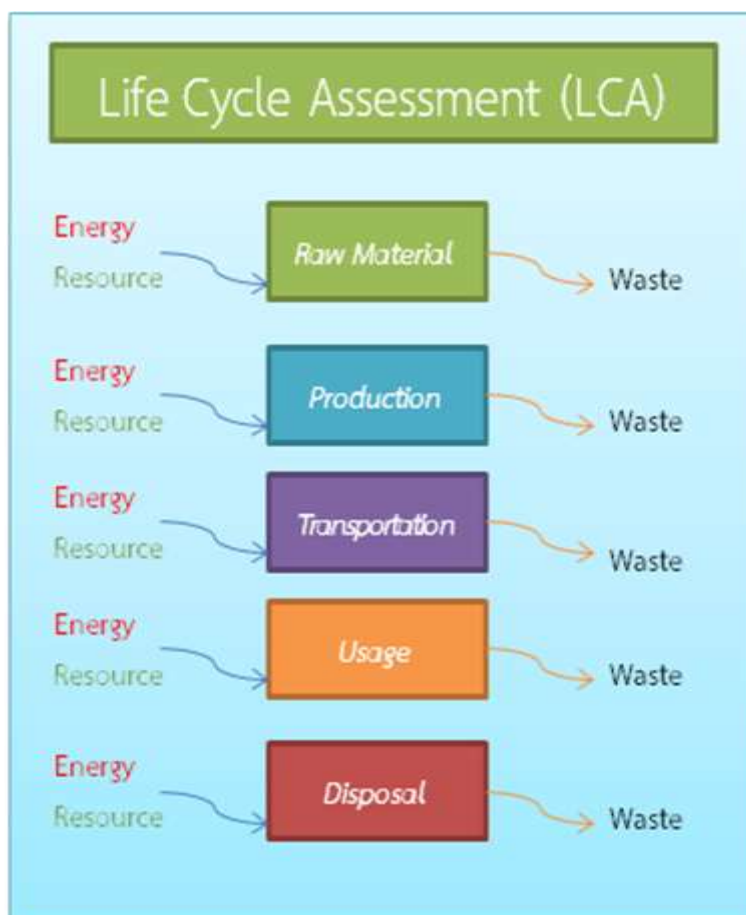 Life Cycle Assessment (LCA)
Energy
Resource
Raw Material
Waste
Energy
Resource
Production
Waste
Energy
Resource
Transportation
Waste
Energy
Resource
Usage
Waste
Energy
Resource
Disposal
Waste